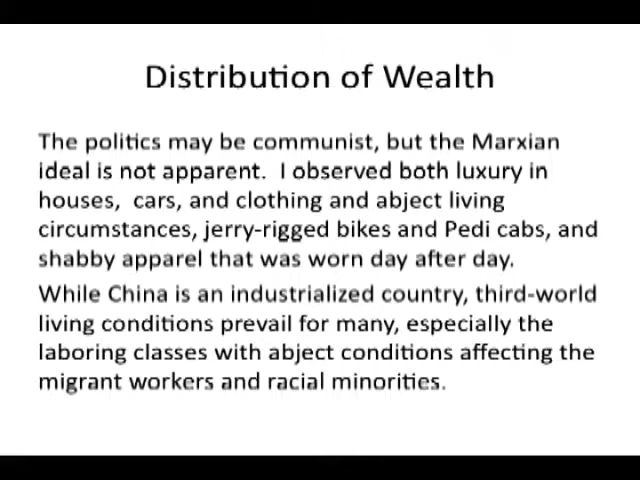 Distribution of Wealth
The politics may be communist, but the Marxian
ideal is not apparent.  I observed both luxury in
houses,  cars, and clothing and abject living
circumstances, jerry-rigged bikes and Pedi cabs, and
shabby apparel that was worn day after day.
While China is an industrialized country, third-world
living conditions prevail for many, especially the
laboring classes with abject conditions affecting the
migrant workers and racial minorities.